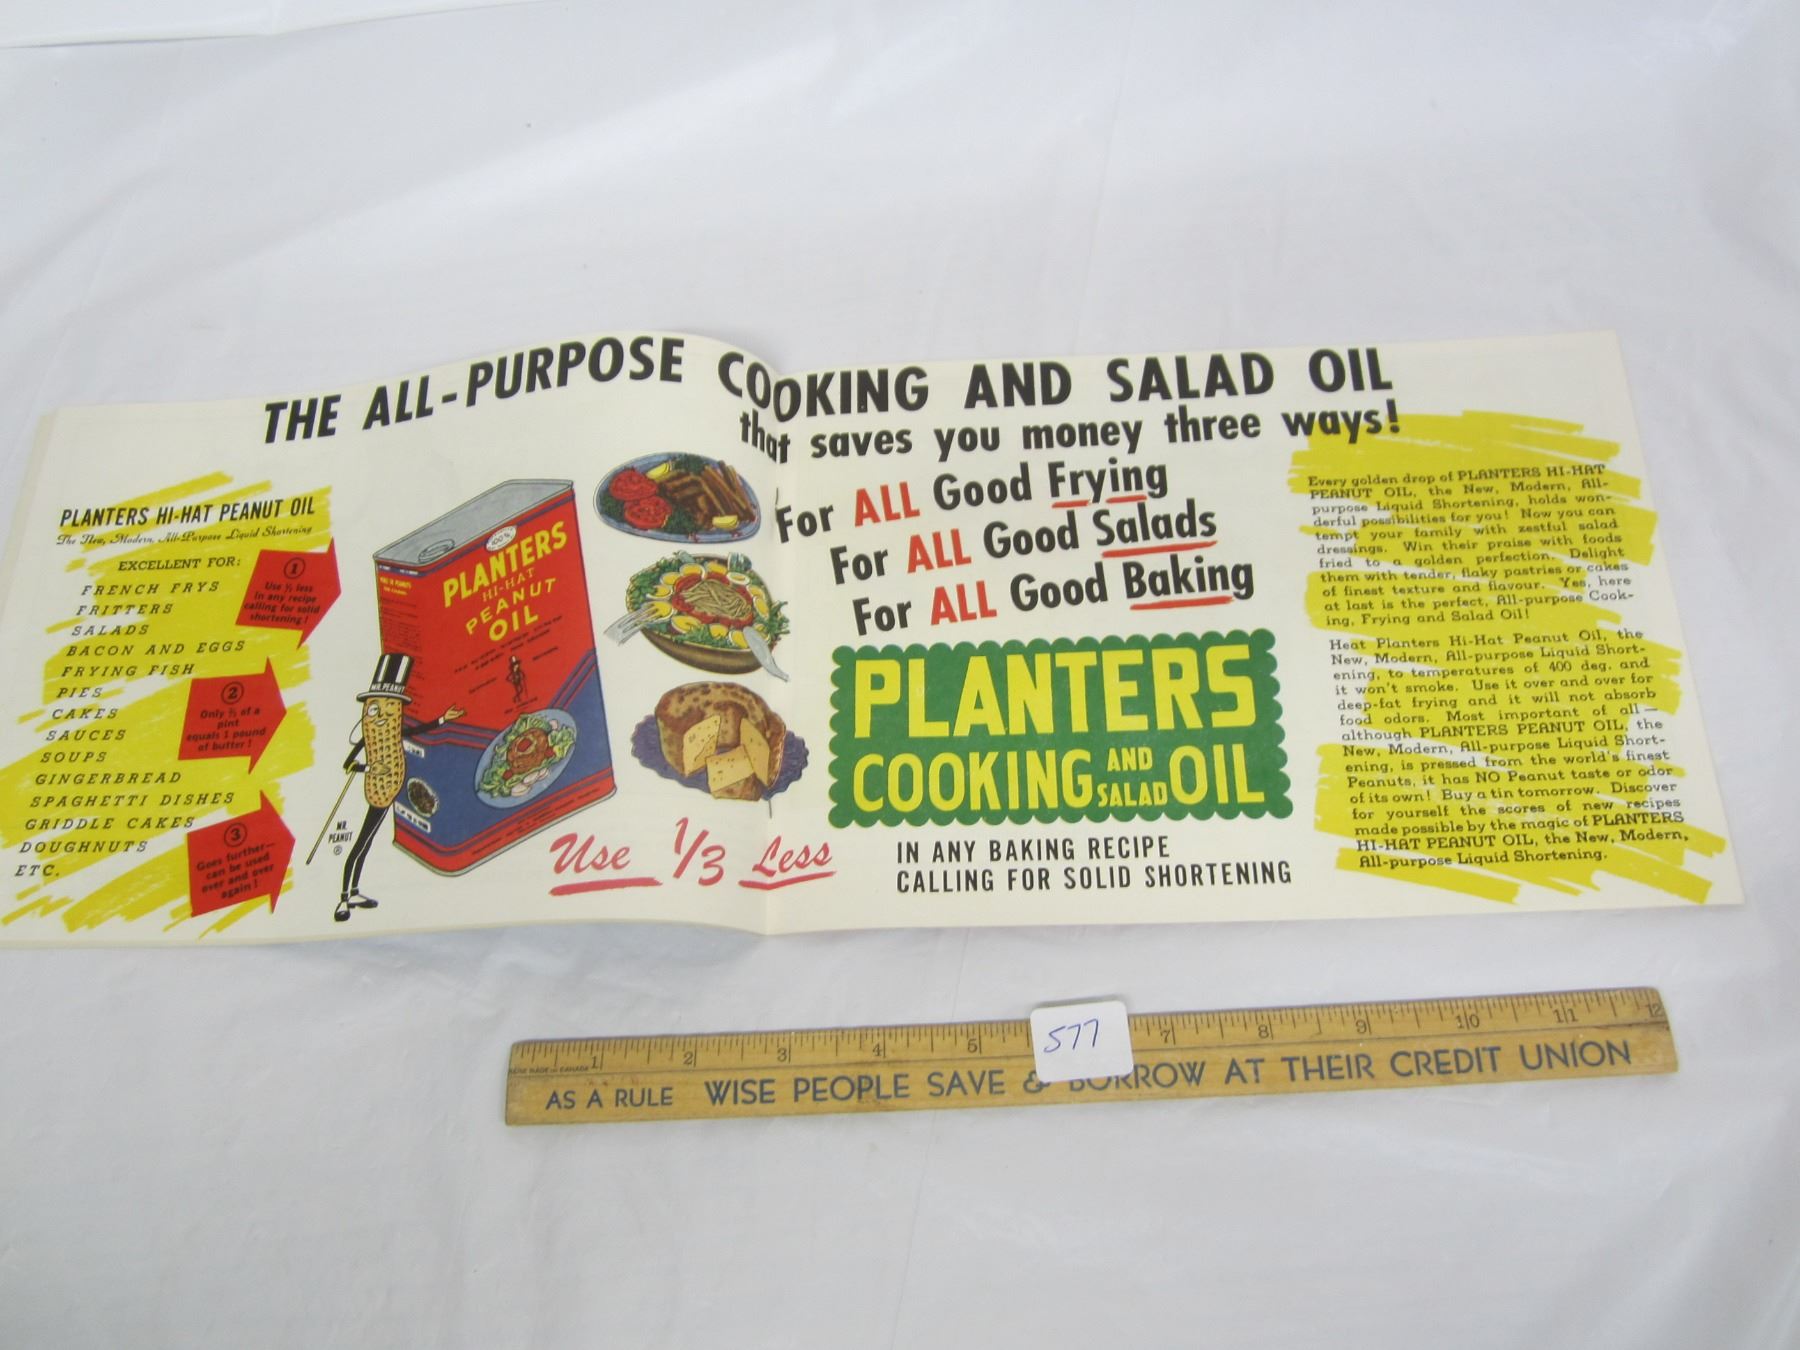 THE ALL-PURPOSE COOKING AND SALAD OIL
that saves you money three ways!
PLANTERS HI-HAT PEANUT OIL
The New, Modern, All-Purpose Liquid Shortening
EXCELLENT FOR:
FRENCH FRYS
FRITTERS
SALADS
BACON AND EGGS
FRYING FISH
PIES
CAKES
SAUCES
SOUPS
GINGERBREAD
SPAGHETTI DISHES
GRIDDLE CAKES
DOUGHNUTS
ETC.
1
Use 1/3 less
in any recipe
calling for solid
shortening!
2
Only
of a
pint
equals 1 pound
of butter!
3
Goes further—
can be used
over and over
again!
MR. PEANUT
MR.
PEANUT
®
100%
PLANTERS
HI-HAT
PEANUT
OIL
Use 1/3 Less
For ALL Good Frying
For ALL Good Salads
For ALL Good Baking
PLANTERS
COOKING AND SALAD OIL
IN ANY BAKING RECIPE
CALLING FOR SOLID SHORTENING
Every golden drop of PLANTERS HI-HAT
PEANUT OIL, the New, Modern, All-
purpose Liquid Shortening, holds won-
derful possibilities for you! Now you can
tempt your family with zestful salad
dressings. Win their praise with foods
fried to a golden perfection. Delight
them with tender, flaky pastries or cakes
of finest texture and flavour. Yes, here
at last is the perfect, All-purpose Cook-
ing, Frying and Salad Oil!
Heat Planters Hi-Hat Peanut Oil, the
New, Modern, All-purpose Liquid Short-
ening, to temperatures of 400 deg. and
it won't smoke. Use it over and over for
deep-fat frying and it will not absorb
food odors. Most important of all —
although PLANTERS PEANUT OIL, the
New, Modern, All-purpose Liquid Short-
ening, is pressed from the world's finest
Peanuts, it has NO Peanut taste or odor
of its own! Buy a tin tomorrow. Discover
for yourself the scores of new recipes
made possible by the magic of PLANTERS
HI-HAT PEANUT OIL, the New, Modern,
All-purpose Liquid Shortening.
1 2 3 4 5 7 8 9 10 11 12
577
MADE IN CANADA
AS A RULE WISE PEOPLE SAVE & BORROW AT THEIR CREDIT UNION